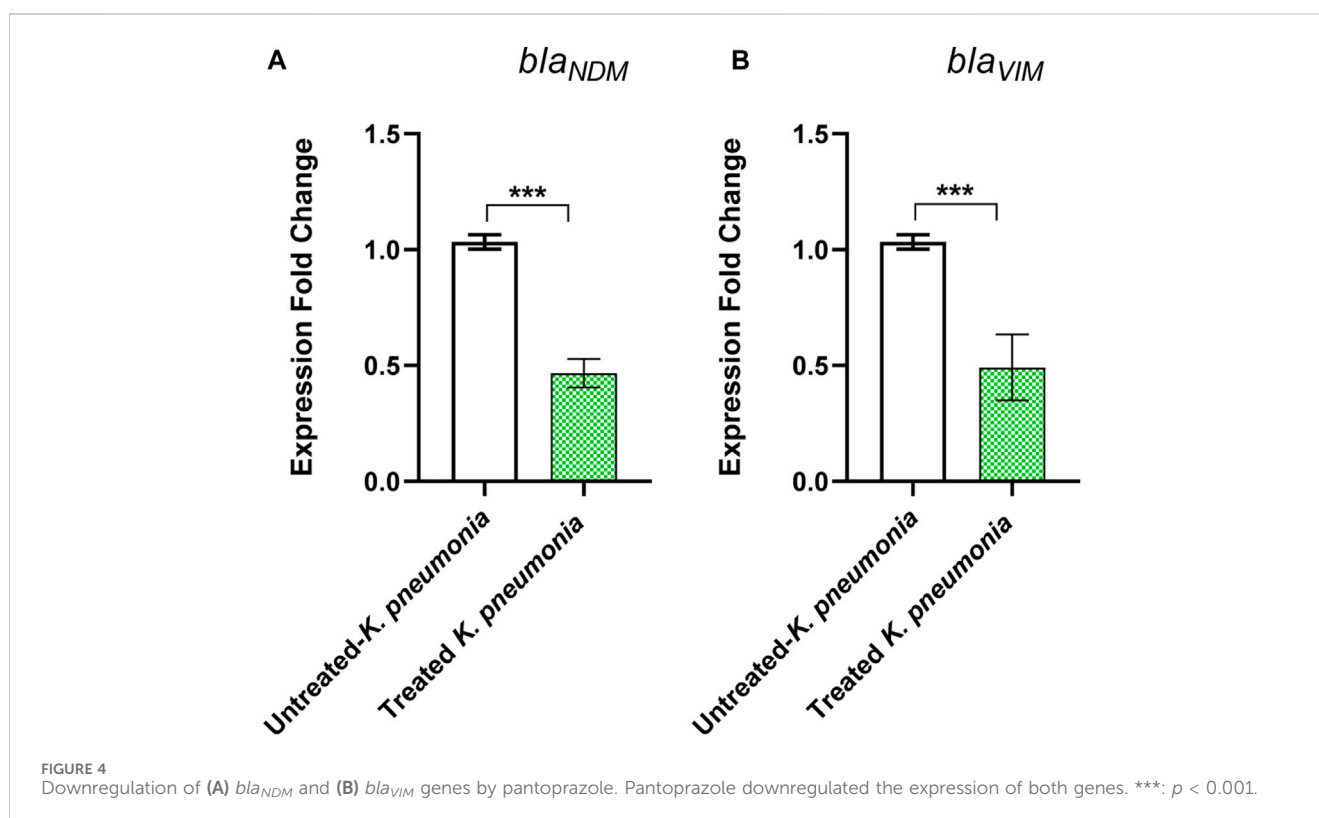 A
bla_NDM
Expression Fold Change
1.5
1.0
0.5
0.0
***
Untreated-K. pneumonia
Treated K. pneumonia
B
bla_VIM
Expression Fold Change
1.5
1.0
0.5
0.0
***
Untreated-K. pneumonia
Treated K. pneumonia
FIGURE 4
Downregulation of (A) bla_NDM and (B) bla_VIM genes by pantoprazole. Pantoprazole downregulated the expression of both genes. ***: p < 0.001.